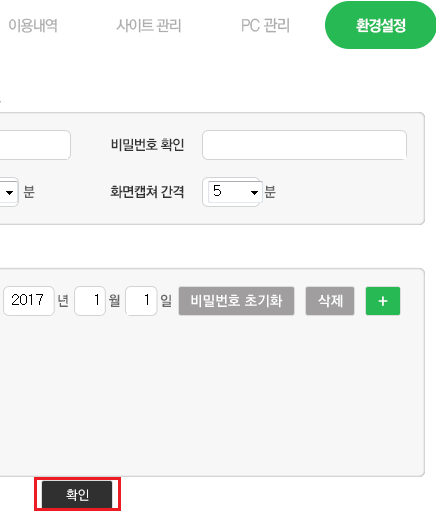 이용내역 사이트 관리 PC 관리 환경설정
비밀번호 확인
분 화면캡쳐 간격 5 분
2017 년 1 월 1 일 비밀번호 초기화 삭제 +
확인